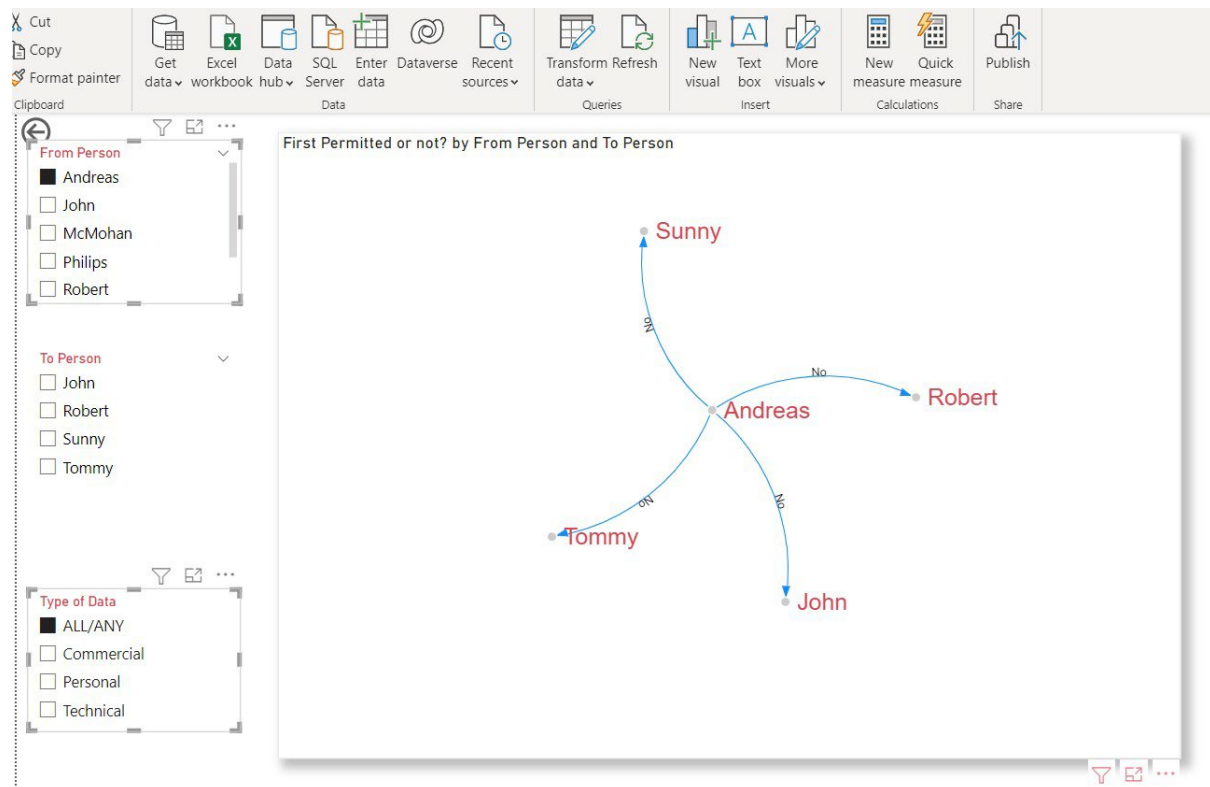 Cut
Copy
Format painter
Clipboard
Get data
Excel workbook
Data hub
SQL Server
Enter data
Dataverse
Recent sources
Data
Transform data
Refresh
Queries
New visual
Text box
More visuals
Insert
New measure
Quick measure
Calculations
Publish
Share
From Person
Andreas
John
McMohan
Philips
Robert
To Person
John
Robert
Sunny
Tommy
Type of Data
ALL/ANY
Commercial
Personal
Technical
First Permitted or not? by From Person and To Person
Sunny
No
No
Robert
Andreas
No
No
Tommy
John